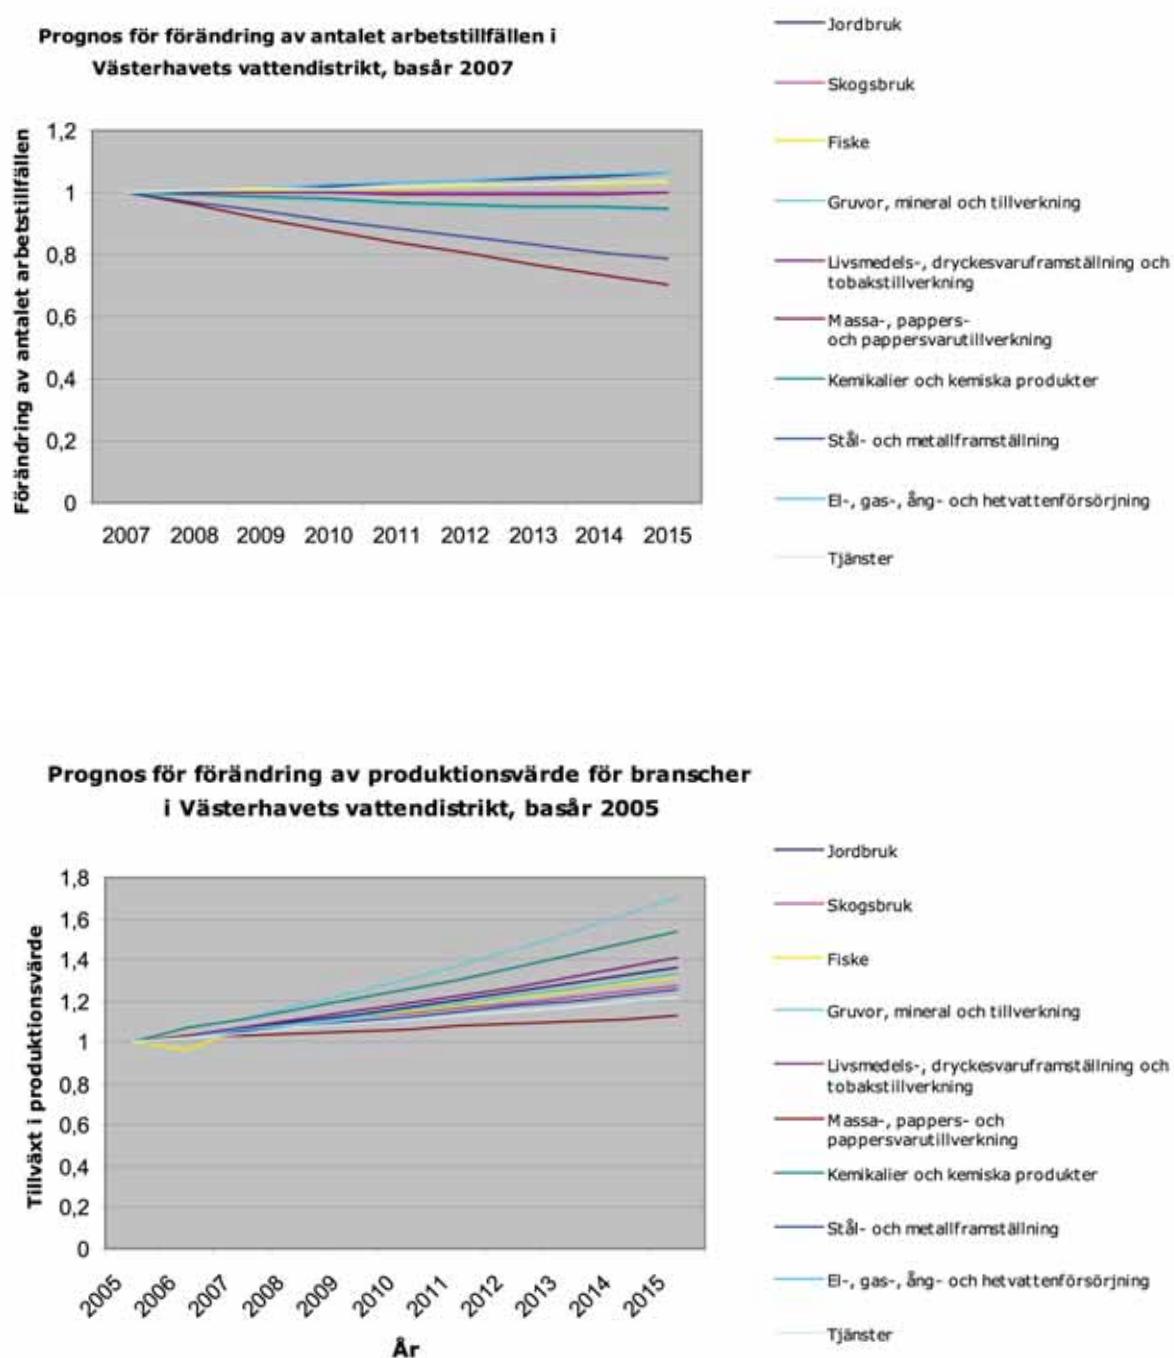 Prognos för förändring av antalet arbetstillfällen i
Västerhavets vattendistrikt, basår 2007
Förändring av antalet arbetstillfällen
1,2
1
0,8
0,6
0,4
0,2
0
2007 2008 2009 2010 2011 2012 2013 2014 2015
Jordbruk
Skogsbruk
Fiske
Gruvor, mineral och tillverkning
Livsmedels-, dryckesvaruframställning och
tobakstillverkning
Massa-, pappers-
och pappersvarutillverkning
Kemikalier och kemiska produkter
Stål- och metallframställning
El-, gas-, ång- och hetvattenförsörjning
Tjänster
Prognos för förändring av produktionsvärde för branscher
i Västerhavets vattendistrikt, basår 2005
Tillväxt i produktionsvärde
1,8
1,6
1,4
1,2
1
0,8
0,6
0,4
0,2
0
2005 2006 2007 2008 2009 2010 2011 2012 2013 2014 2015
År
Jordbruk
Skogsbruk
Fiske
Gruvor, mineral och tillverkning
Livsmedels-, dryckesvaruframställning och
tobakstillverkning
Massa-, pappers- och
pappersvarutillverkning
Kemikalier och kemiska produkter
Stål- och metallframställning
El-, gas-, ång- och hetvattenförsörjning
Tjänster